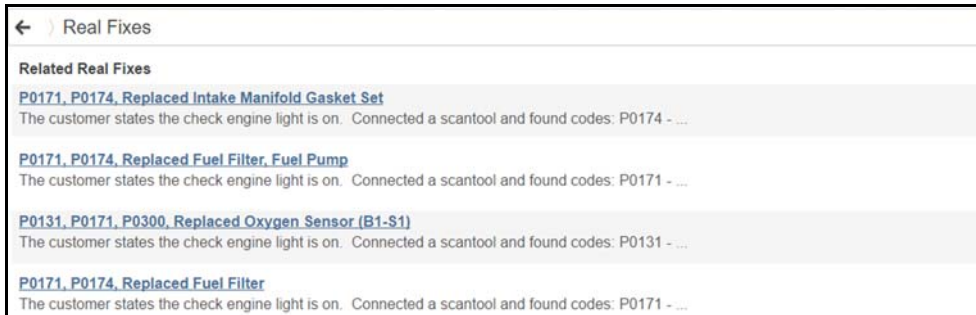 Real Fixes
Related Real Fixes
P0171, P0174, Replaced Intake Manifold Gasket Set
The customer states the check engine light is on. Connected a scantool and found codes: P0174 - ...
P0171, P0174, Replaced Fuel Filter, Fuel Pump
The customer states the check engine light is on. Connected a scantool and found codes: P0171 - ...
P0131, P0171, P0300, Replaced Oxygen Sensor (B1-S1)
The customer states the check engine light is on. Connected a scantool and found codes: P0131 - ...
P0171, P0174, Replaced Fuel Filter
The customer states the check engine light is on. Connected a scantool and found codes: P0171 - ...